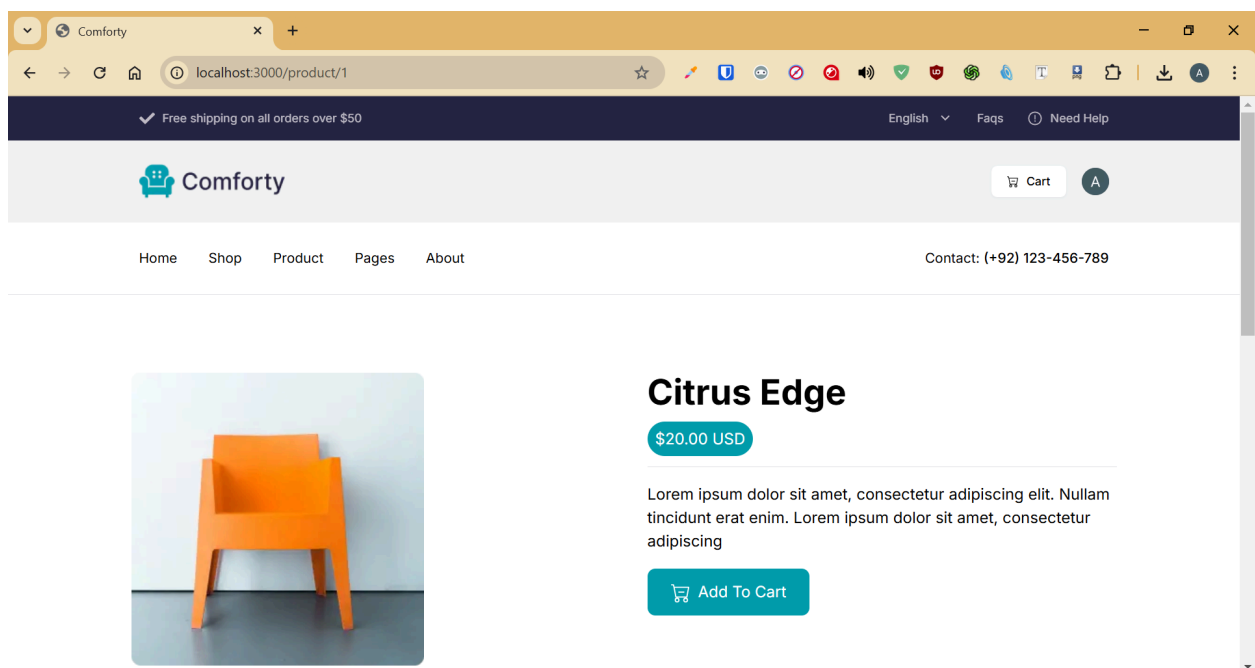 Comforty
localhost:3000/product/1
A
Free shipping on all orders over $50
English
Faqs
Need Help
Comforty
Cart
A
Home
Shop
Product
Pages
About
Contact: (+92) 123-456-789
Citrus Edge
$20.00 USD
Lorem ipsum dolor sit amet, consectetur adipiscing elit. Nullam
tincidunt erat enim. Lorem ipsum dolor sit amet, consectetur
adipiscing
Add To Cart